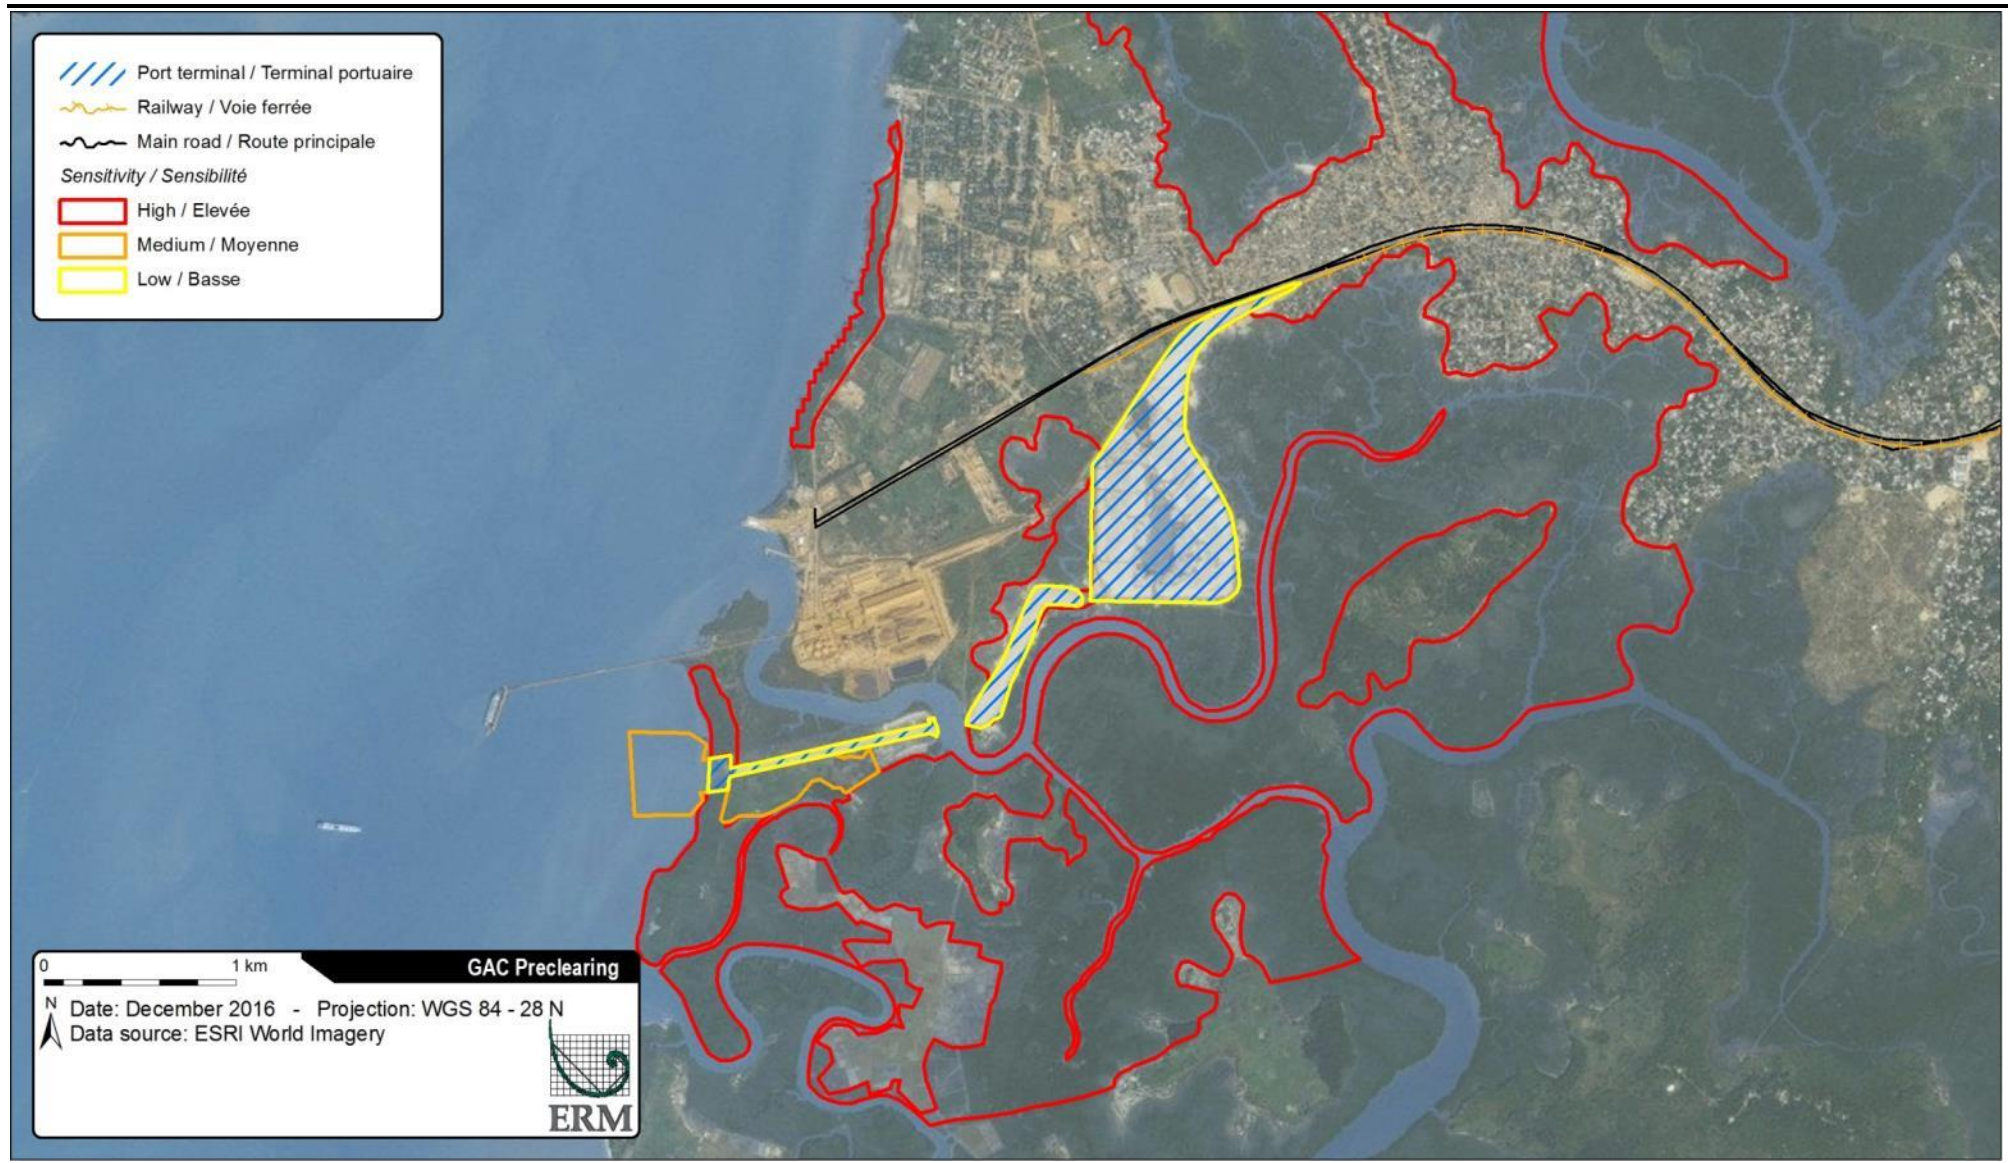 Port terminal / Terminal portuaire
Railway / Voie ferrée
Main road / Route principale
Sensitivity / Sensibilité
High / Elevée
Medium / Moyenne
Low / Basse
0 1 km
GAC Preclearing
N
Date: December 2016 - Projection: WGS 84 - 28 N
Data source: ESRI World Imagery
ERM